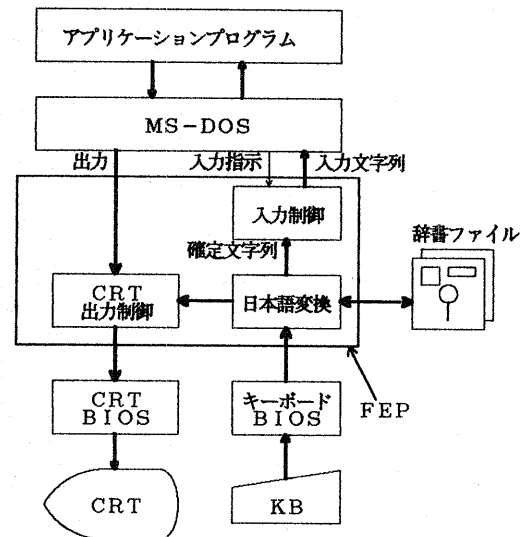 アプリケーションプログラム
MS-DOS
出力
入力指示
入力文字列
入力制御
確定文字列
辞書ファイル
CRT
出力制御
日本語変換
CRT
BIOS
キーボード
BIOS
FEP
CRT
KB